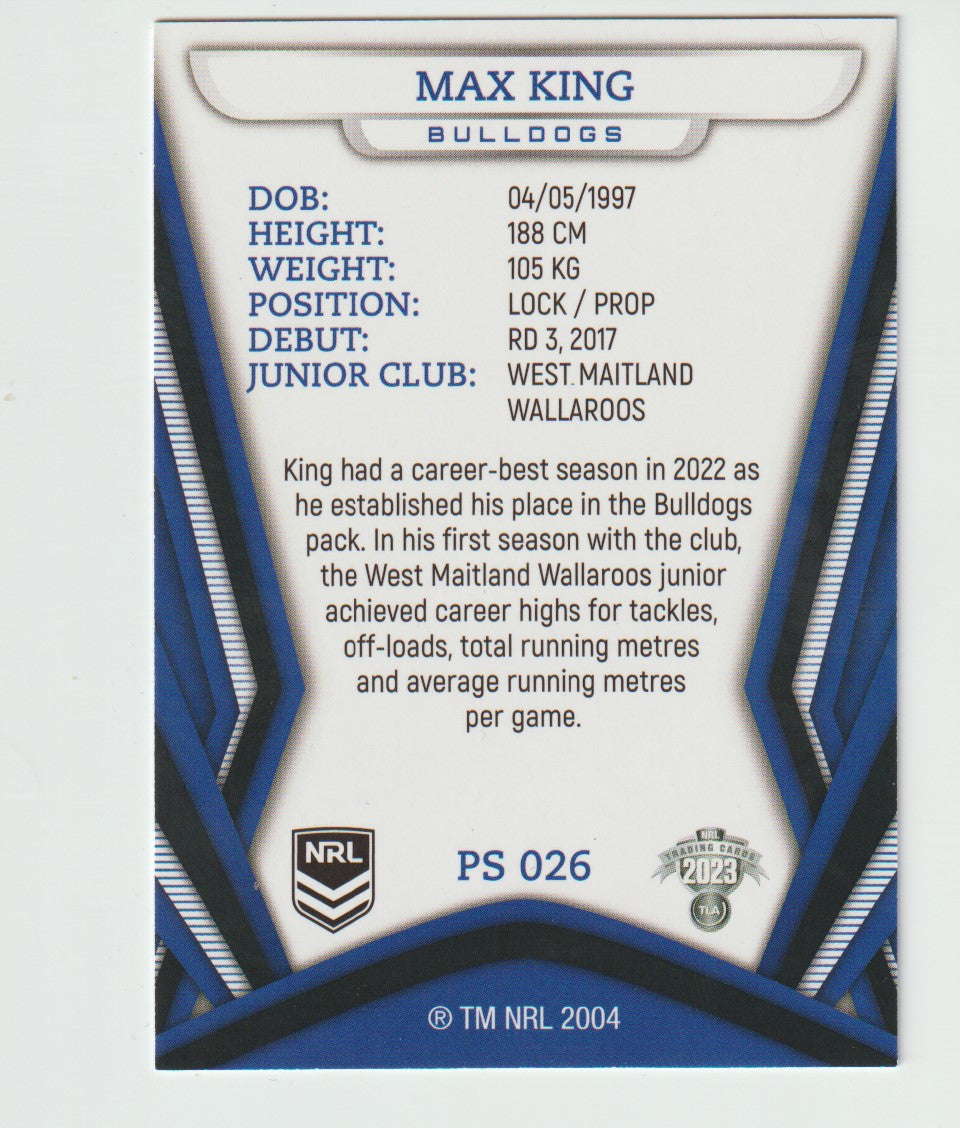 MAX KING
BULLDOGS
DOB: 04/05/1997
HEIGHT: 188 CM
WEIGHT: 105 KG
POSITION: LOCK / PROP
DEBUT: RD 3, 2017
JUNIOR CLUB: WEST MAITLAND
WALLAROOS
King had a career-best season in 2022 as
he established his place in the Bulldogs
pack. In his first season with the club,
the West Maitland Wallaroos junior
achieved career highs for tackles,
off-loads, total running metres
and average running metres
per game.
NRL
PS 026
NRL
TRADING CARDS
2023
TLA
® TM NRL 2004